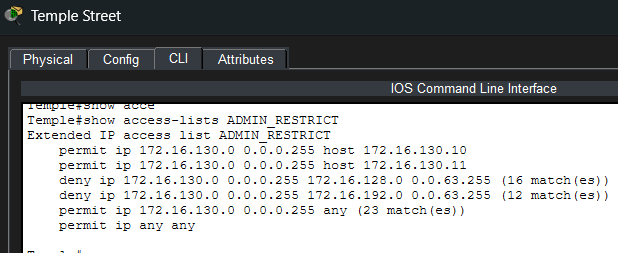 Temple Street
Physical Config CLI Attributes
IOS Command Line Interface
Temple#show acce
Temple#show access-lists ADMIN_RESTRICT
Extended IP access list ADMIN_RESTRICT
permit ip 172.16.130.0 0.0.0.255 host 172.16.130.10
permit ip 172.16.130.0 0.0.0.255 host 172.16.130.11
deny ip 172.16.130.0 0.0.0.255 172.16.128.0 0.0.63.255 (16 match(es))
deny ip 172.16.130.0 0.0.0.255 172.16.192.0 0.0.63.255 (12 match(es))
permit ip 172.16.130.0 0.0.0.255 any (23 match(es))
permit ip any any